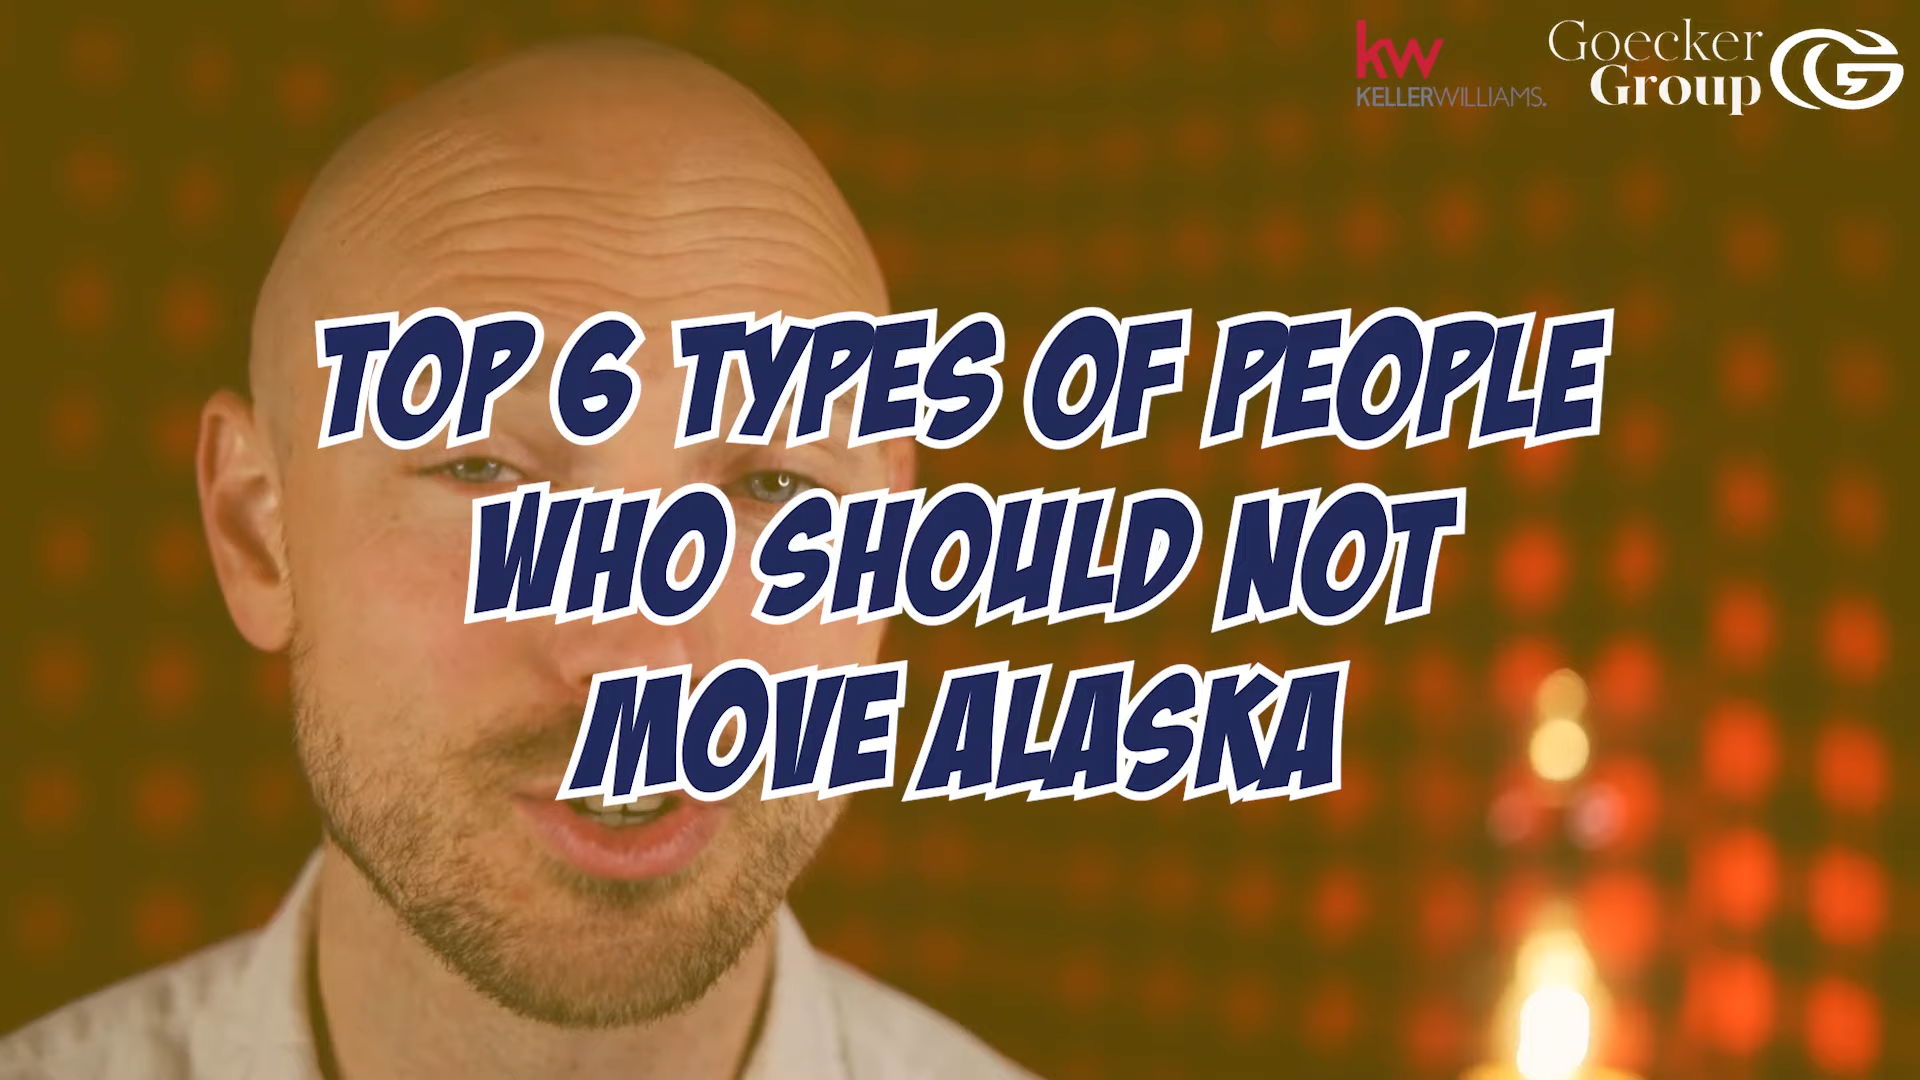 kw
KELLERWILLIAMS.
Goecker
Group
TOP 6 TYPES OF PEOPLE
WHO SHOULD NOT
MOVE ALASKA